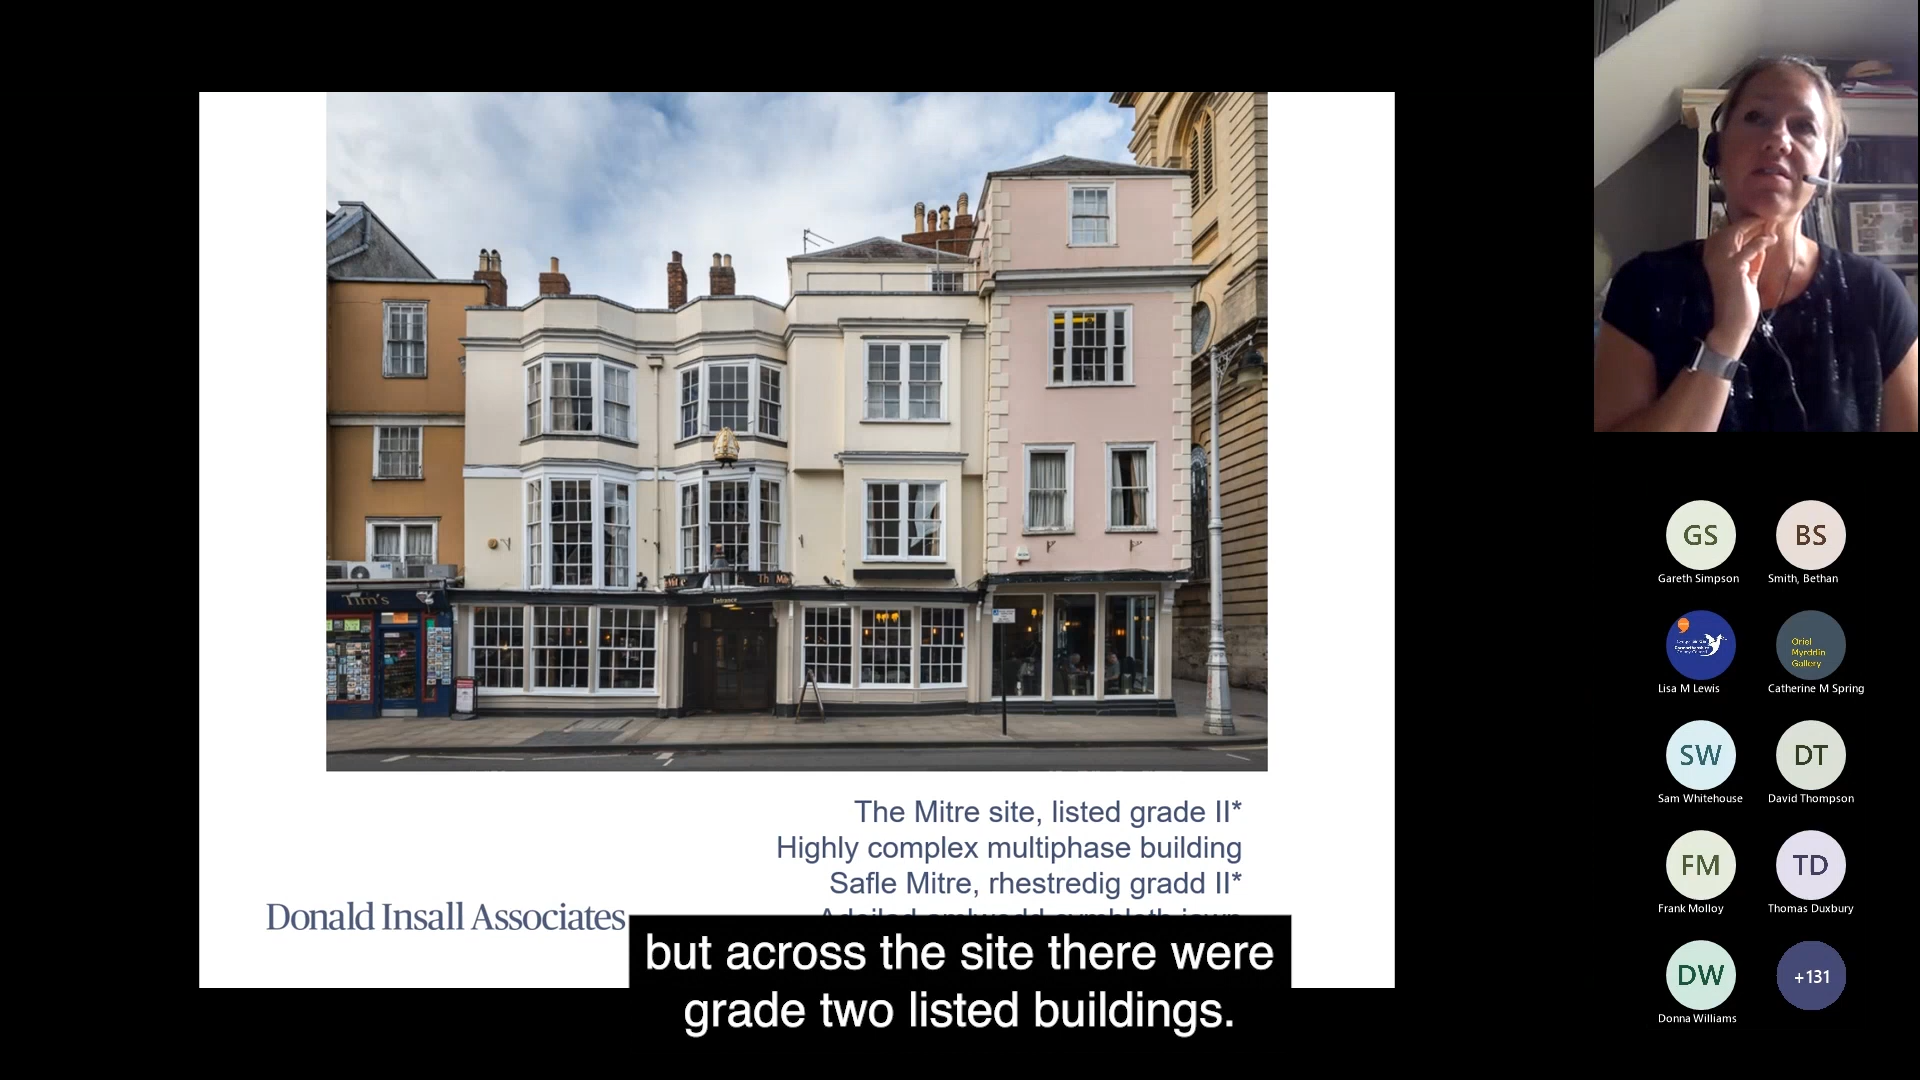 Tim's
Entrance
The Mitre site, listed grade II*
Highly complex multiphase building
Safle Mitre, rhestredig gradd II*
Donald Insall Associates
but across the site there were
grade two listed buildings.
GS
BS
Gareth Simpson
Smith, Bethan
Oriel
Myrddin
Gallery
Lisa M Lewis
Catherine M Spring
SW
DT
Sam Whitehouse
David Thompson
FM
TD
Frank Molloy
Thomas Duxbury
DW
+131
Donna Williams